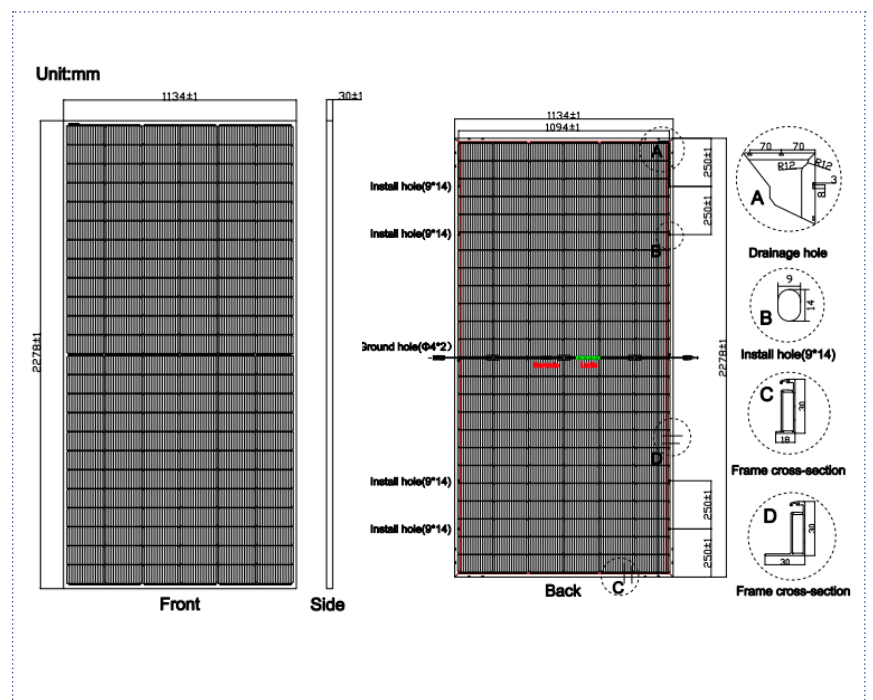 Unit:mm
1134±1
30±1
2278±1
Front
Side
1134±1
1094±1
A
250±1
250±1
Install hole(9*14)
Install hole(9*14)
B
Ground hole(Φ4*2)
2278±1
D
Install hole(9*14)
Install hole(9*14)
250±1
250±1
C
Back
70
70
R12
R12
3
8
A
Drainage hole
9
14
B
Install hole(9*14)
C
30
18
Frame cross-section
D
30
30
Frame cross-section